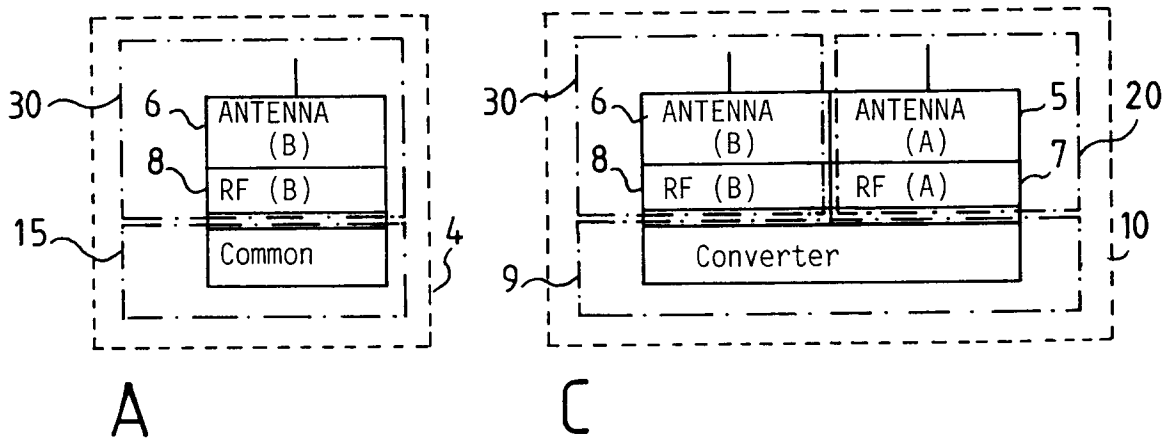 30
6
ANTENNA
(B)
8
RF (B)
15
Common
4
A
30
6
ANTENNA
(B)
ANTENNA
(A)
5
20
8
RF (B)
RF (A)
7
9
Converter
10
C